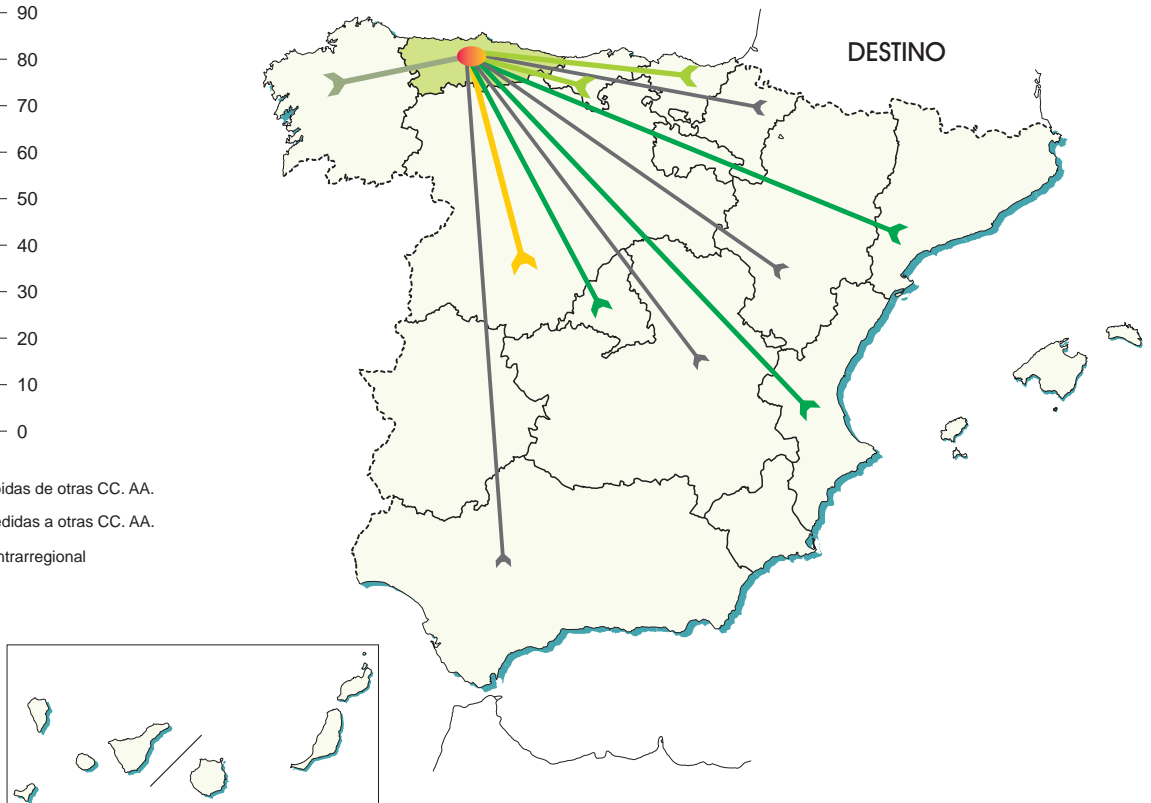 90
80
70
60
50
40
30
20
10
0
DESTINO
idas de otras CC. AA.
edidas a otras CC. AA.
ntrarregional